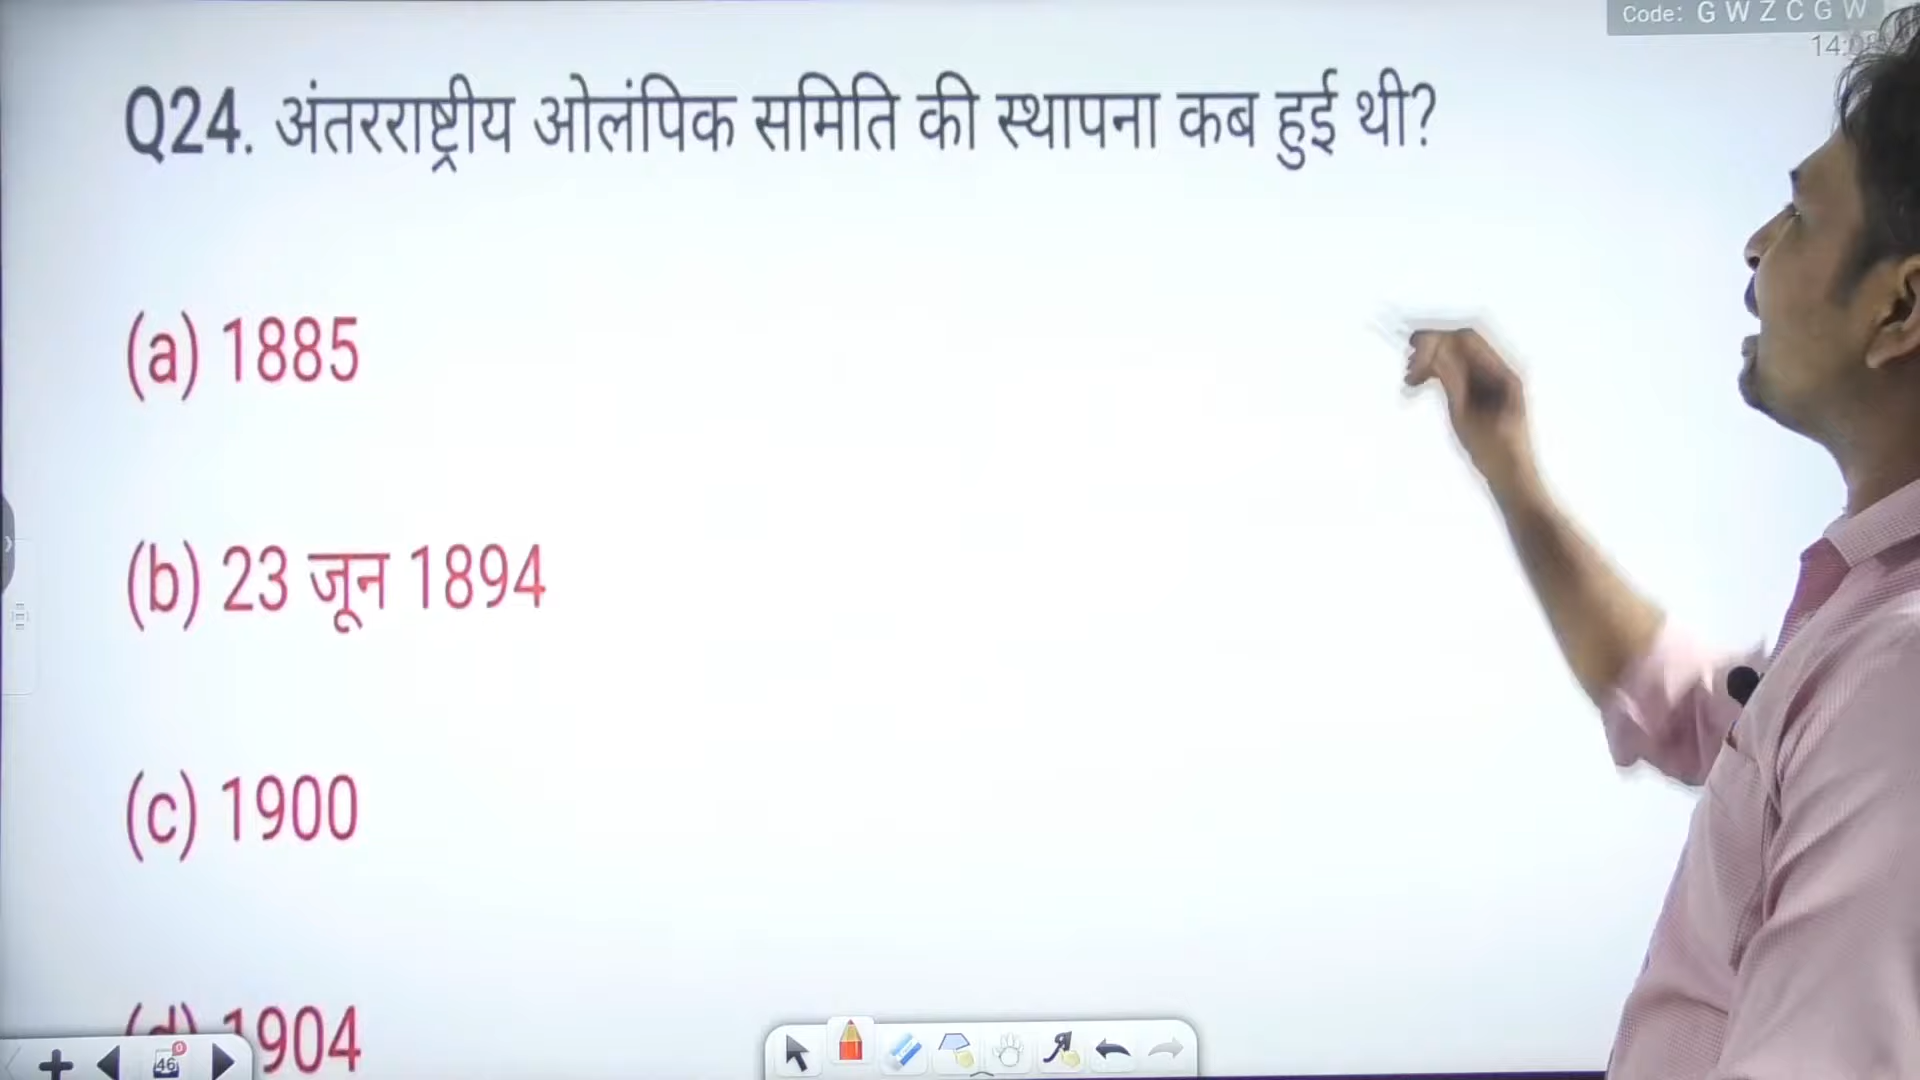 Code: G W Z C G W
Q24. अंतरराष्ट्रीय ओलंपिक समिति की स्थापना कब हुई थी?
(a) 1885
(b) 23 जून 1894
(c) 1900
(d) 1904
46